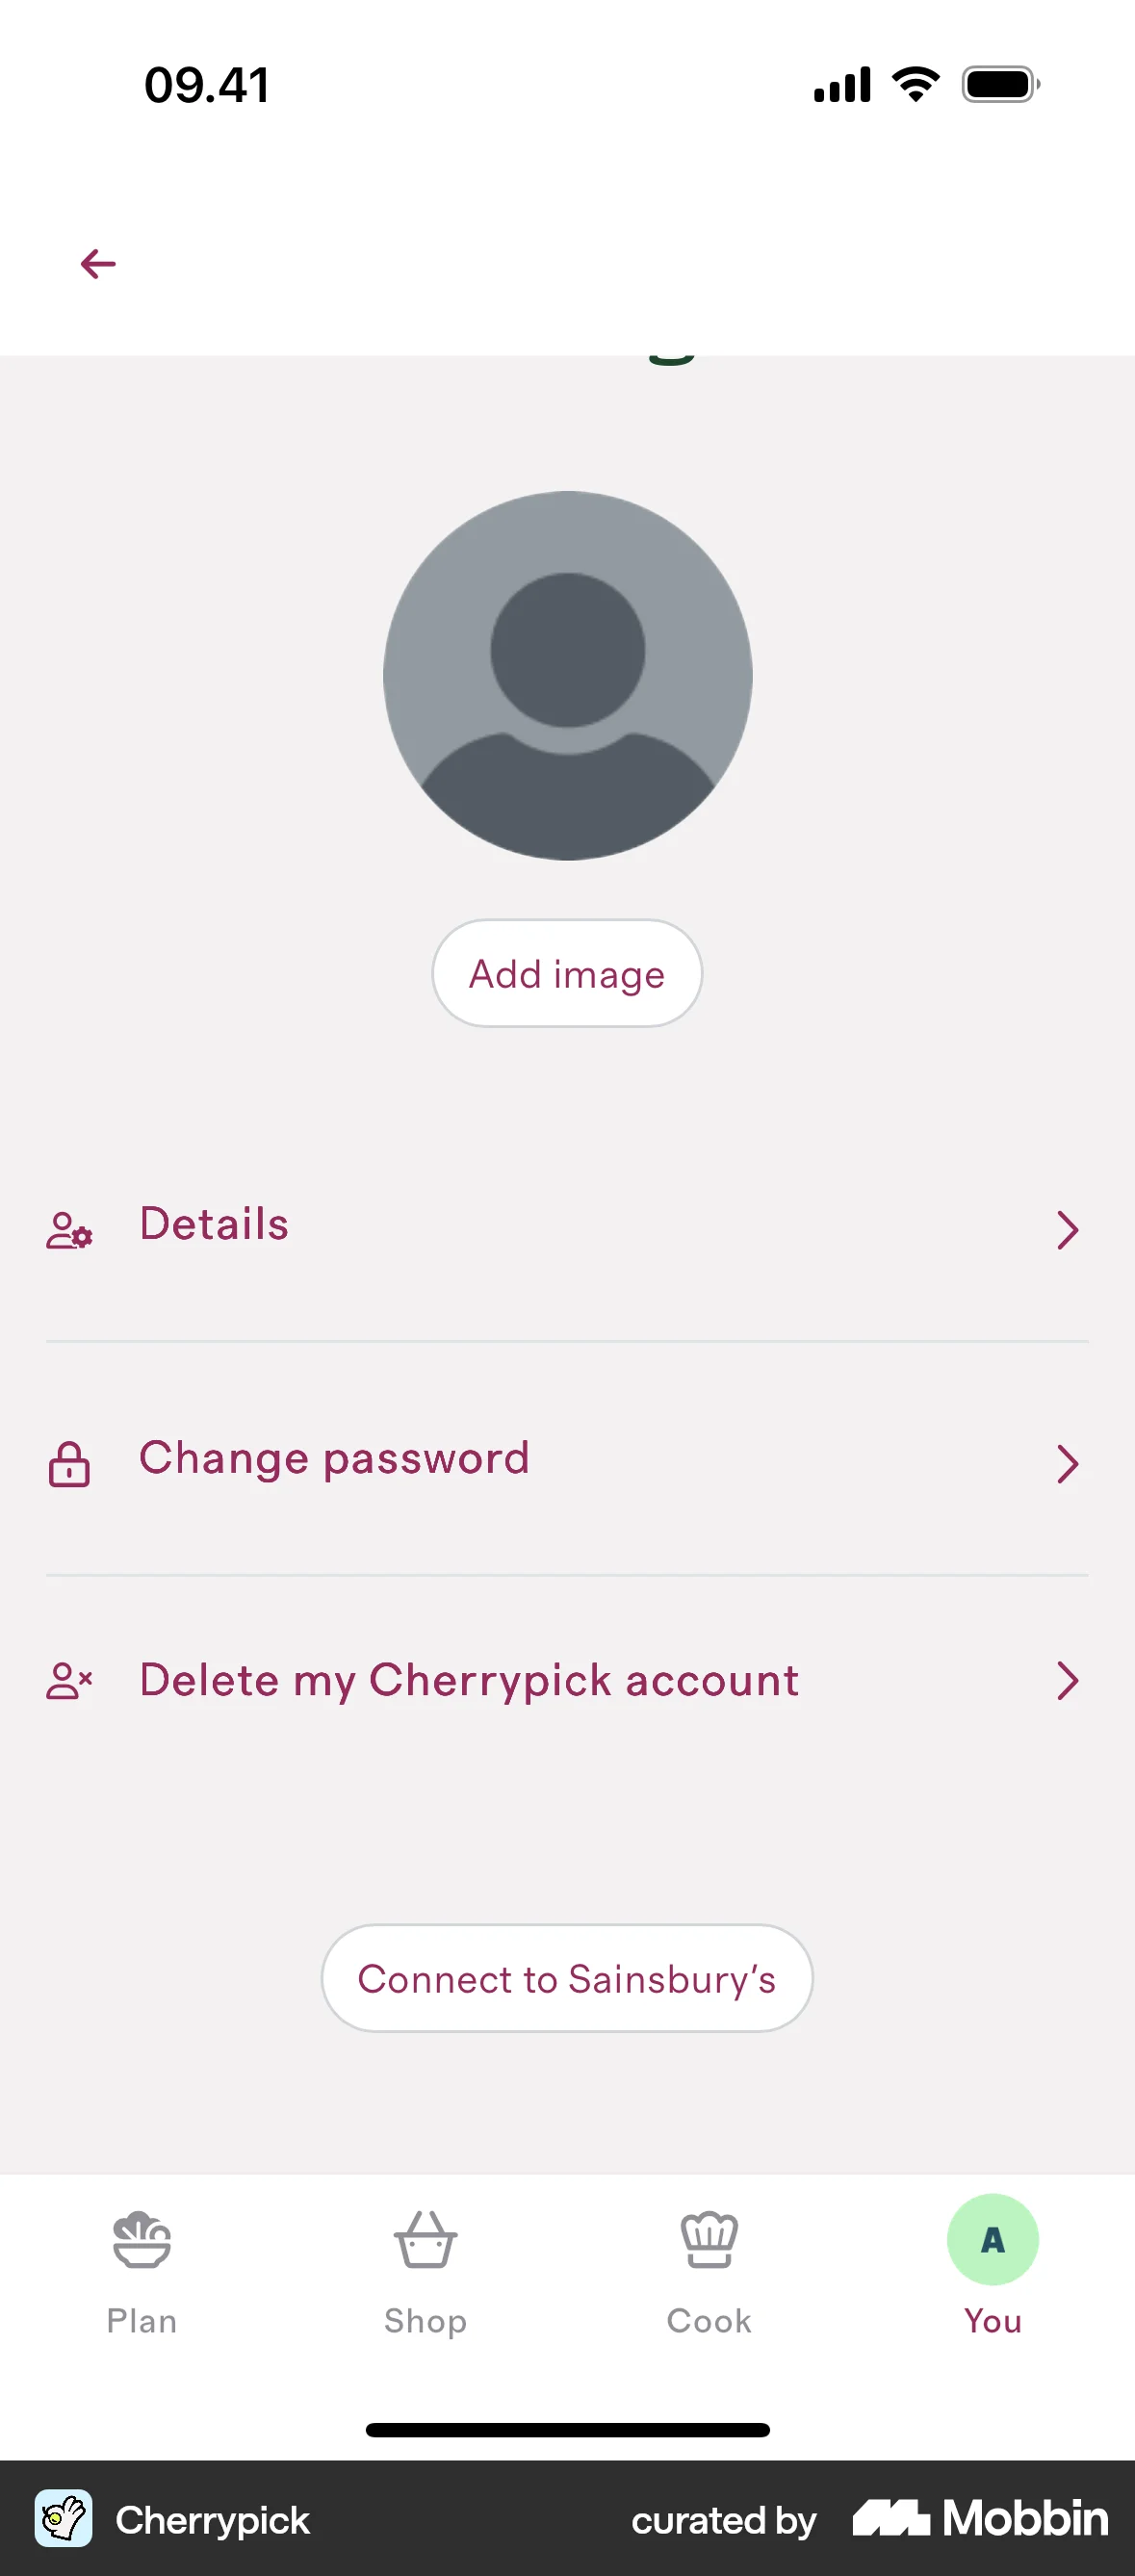 09.41
Add image
Details
Change password
Delete my Cherrypick account
Connect to Sainsbury’s
A
Plan
Shop
Cook
You
Cherrypick
curated by Mobbin